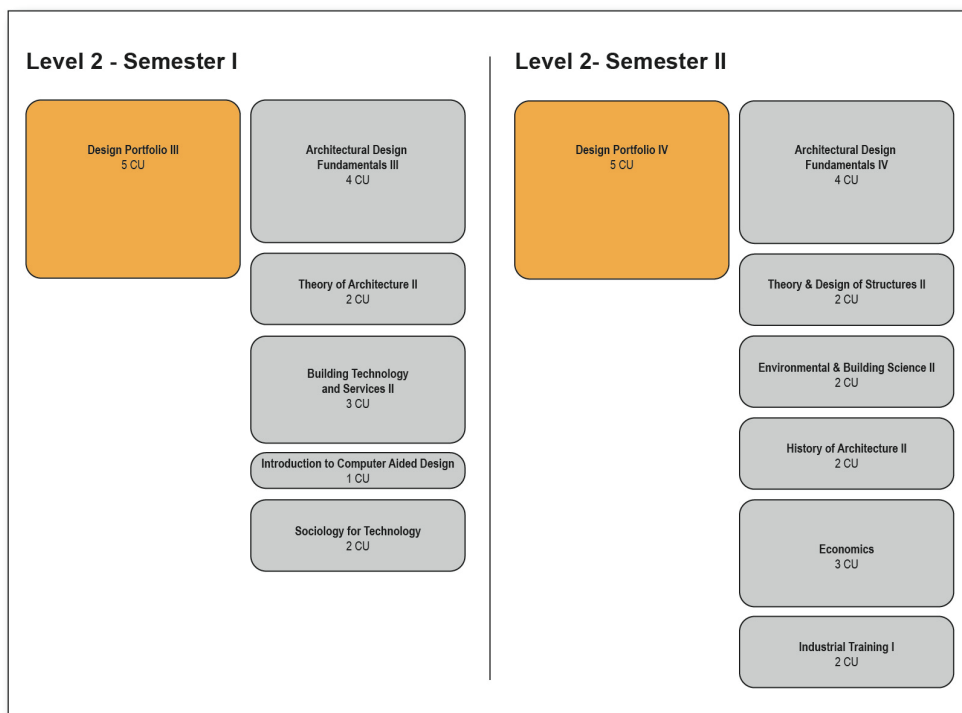 Level 2 - Semester I
Design Portfolio III
5 CU
Architectural Design
Fundamentals III
4 CU
Theory of Architecture II
2 CU
Building Technology
and Services II
3 CU
Introduction to Computer Aided Design
1 CU
Sociology for Technology
2 CU
Level 2- Semester II
Design Portfolio IV
5 CU
Architectural Design
Fundamentals IV
4 CU
Theory & Design of Structures II
2 CU
Environmental & Building Science II
2 CU
History of Architecture II
2 CU
Economics
3 CU
Industrial Training I
2 CU